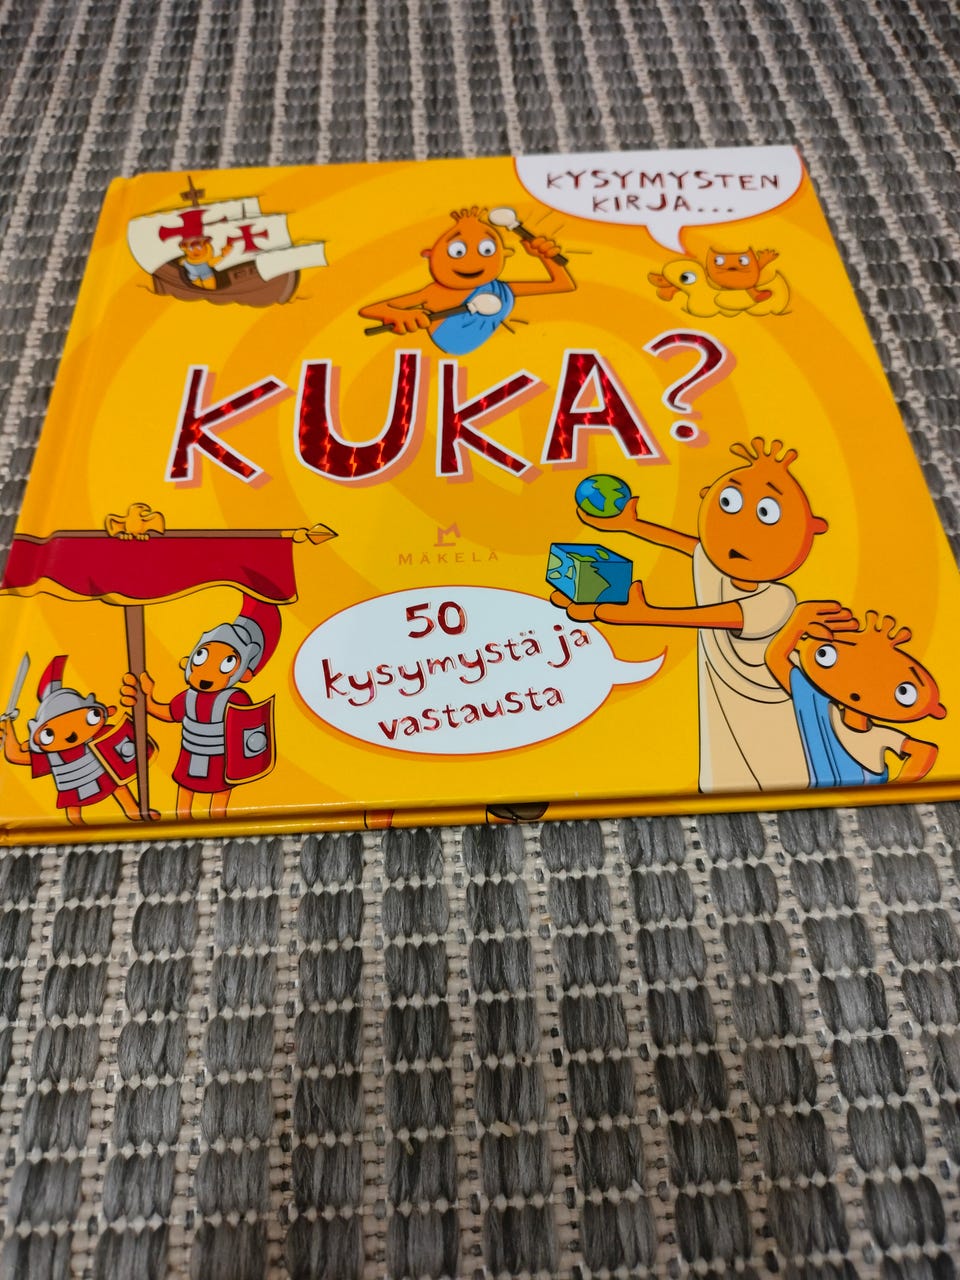 KYSYMYSTEN
KIRJA...
KUKA?
MÄKELÄ
50
kysymystä ja
vastausta